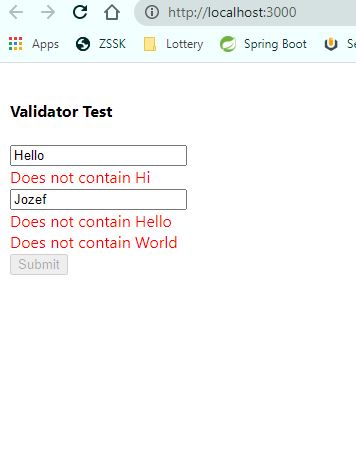 http://localhost:3000
Apps ZSSK Lottery Spring Boot Se
Validator Test
Hello
Does not contain Hi
Jozef
Does not contain Hello
Does not contain World
Submit